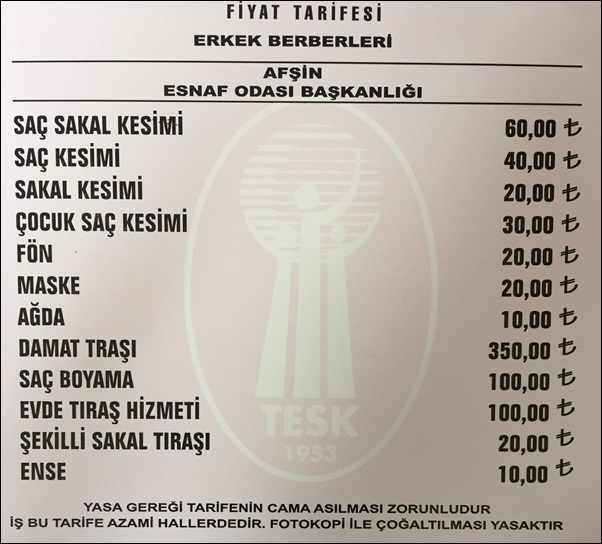 FİYAT TARİFESİ
ERKEK BERBERLERİ
AFŞİN
ESNAF ODASI BAŞKANLIĞI
SAÇ SAKAL KESİMİ 60,00 ₺
SAÇ KESİMİ 40,00 ₺
SAKAL KESİMİ 20,00 ₺
ÇOCUK SAÇ KESİMİ 30,00 ₺
FÖN 20,00 ₺
MASKE 20,00 ₺
AĞDA 10,00 ₺
DAMAT TRAŞI 350,00 ₺
SAÇ BOYAMA 100,00 ₺
EVDE TIRAŞ HİZMETİ 100,00 ₺
ŞEKİLLİ SAKAL TIRAŞI 20,00 ₺
ENSE 10,00 ₺
TESK
1953
YASA GEREĞİ TARİFENİN CAMA ASILMASI ZORUNLUDUR
İŞ BU TARİFE AZAMİ HALLERDEDİR. FOTOKOPİ İLE ÇOĞALTILMASI YASAKTIR